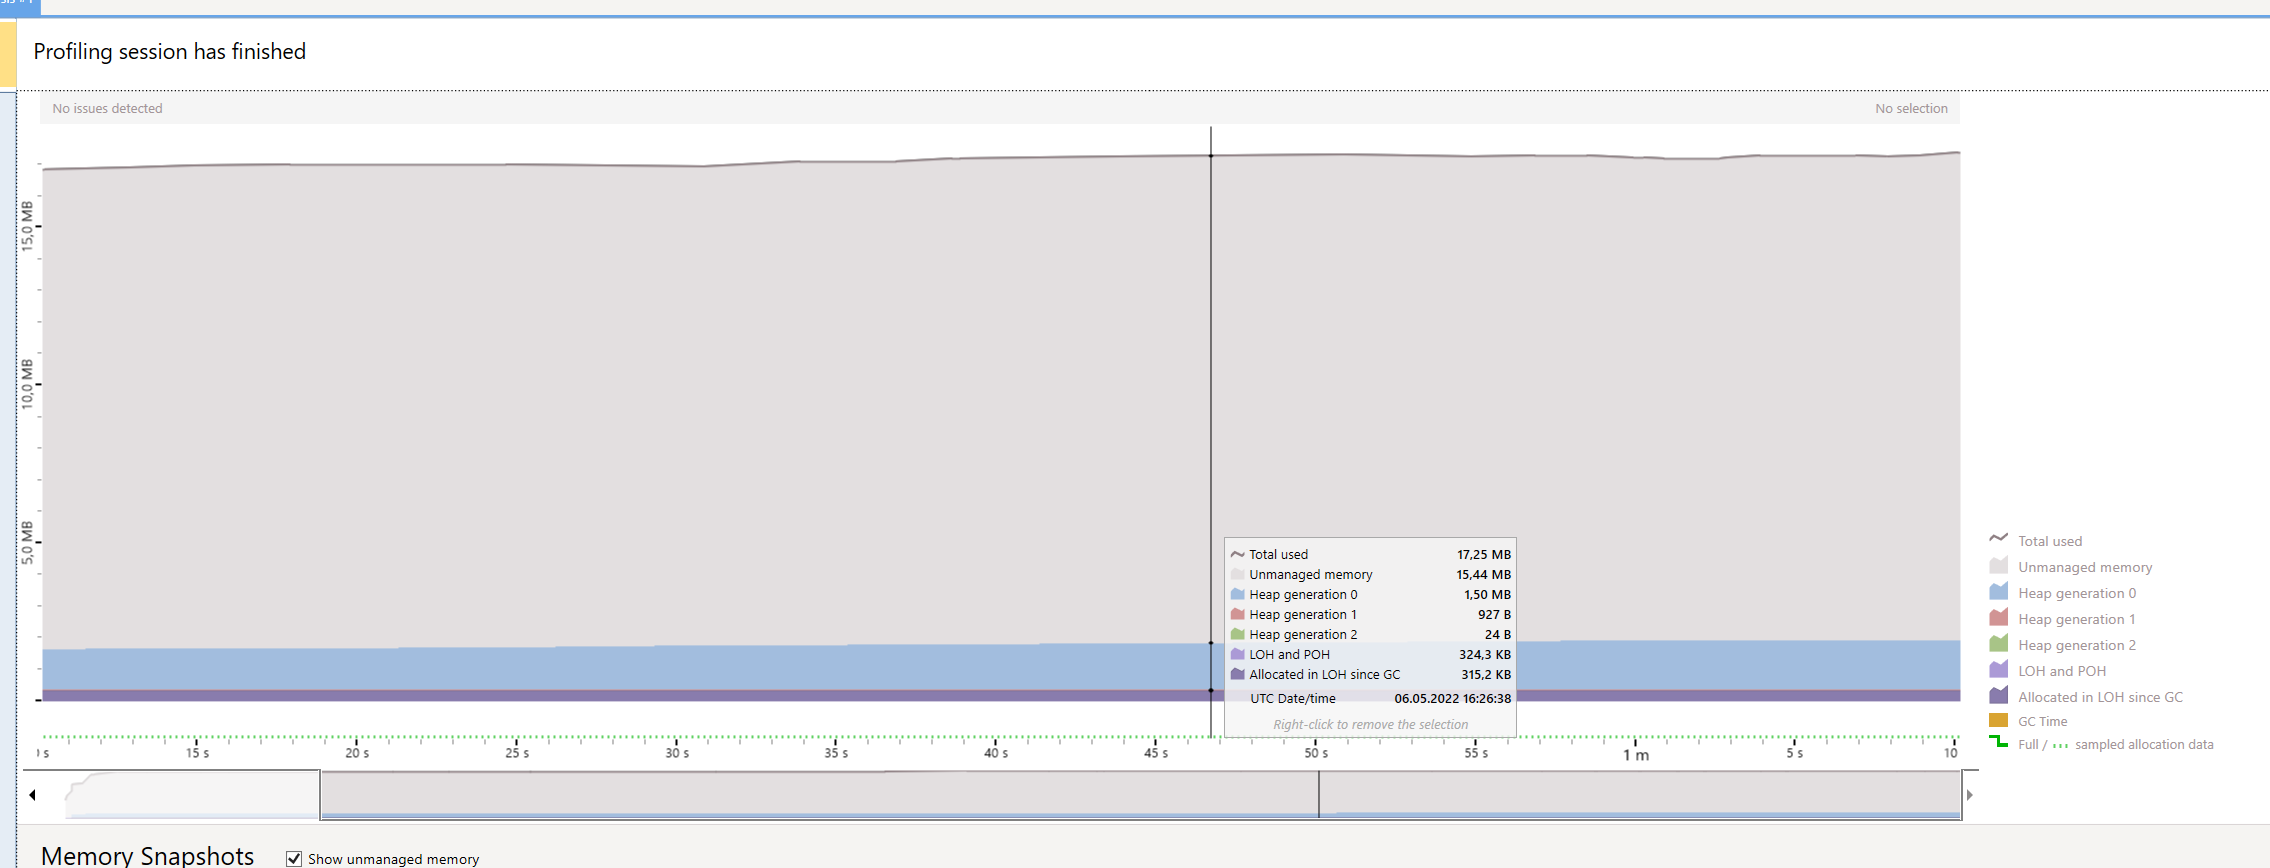 Profiling session has finished
No issues detected
No selection
15,0 MB
10,0 MB
5,0 MB
Total used 17,25 MB
Unmanaged memory 15,44 MB
Heap generation 0 1,50 MB
Heap generation 1 927 B
Heap generation 2 24 B
LOH and POH 324,3 KB
Allocated in LOH since GC 315,2 KB
UTC Date/time 06.05.2022 16:26:38
Right-click to remove the selection
Total used
Unmanaged memory
Heap generation 0
Heap generation 1
Heap generation 2
LOH and POH
Allocated in LOH since GC
GC Time
Full / sampled allocation data
s 15 s 20 s 25 s 30 s 35 s 40 s 45 s 50 s 55 s 1 m 5 s 10
Memory Snapshots
Show unmanaged memory